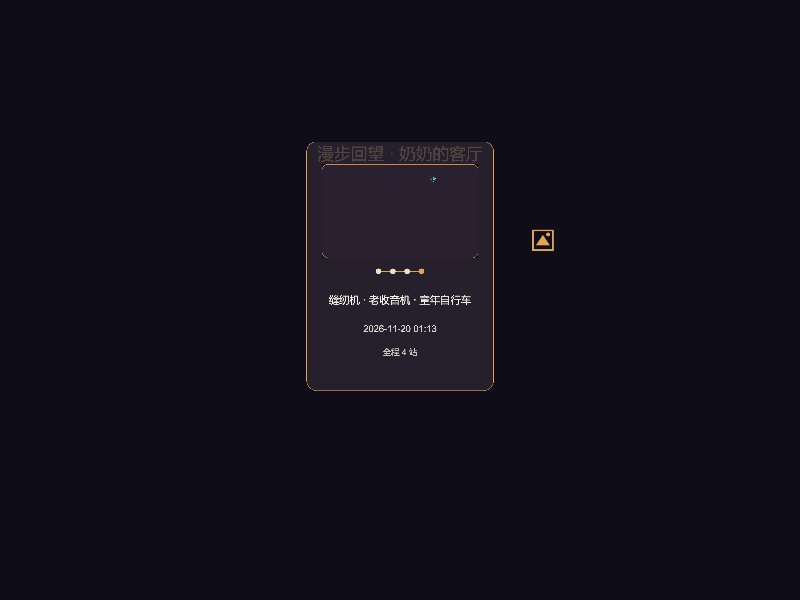 漫步回望 · 奶奶的客厅
缝纫机 · 老收音机 · 童年自行车
2026-11-20 01:13
全程 4 站